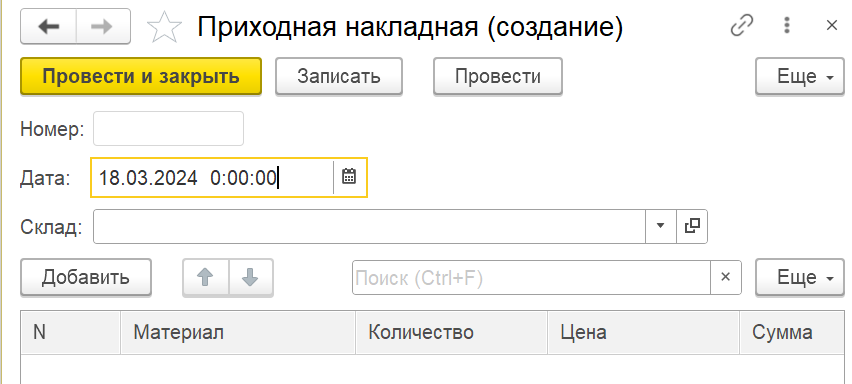 Приходная накладная (создание)
Провести и закрыть Записать Провести Еще
Номер:
Дата: 18.03.2024 0:00:00
Склад:
Добавить Поиск (Ctrl+F) × Еще
N Материал Количество Цена Сумма